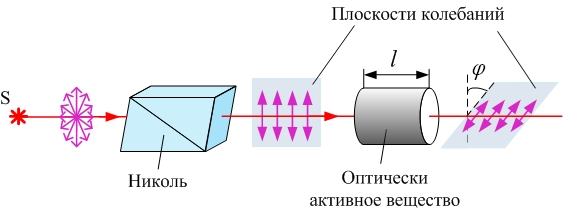 Плоскости колебаний
l
φ
S
Николь
Оптически
активное вещество